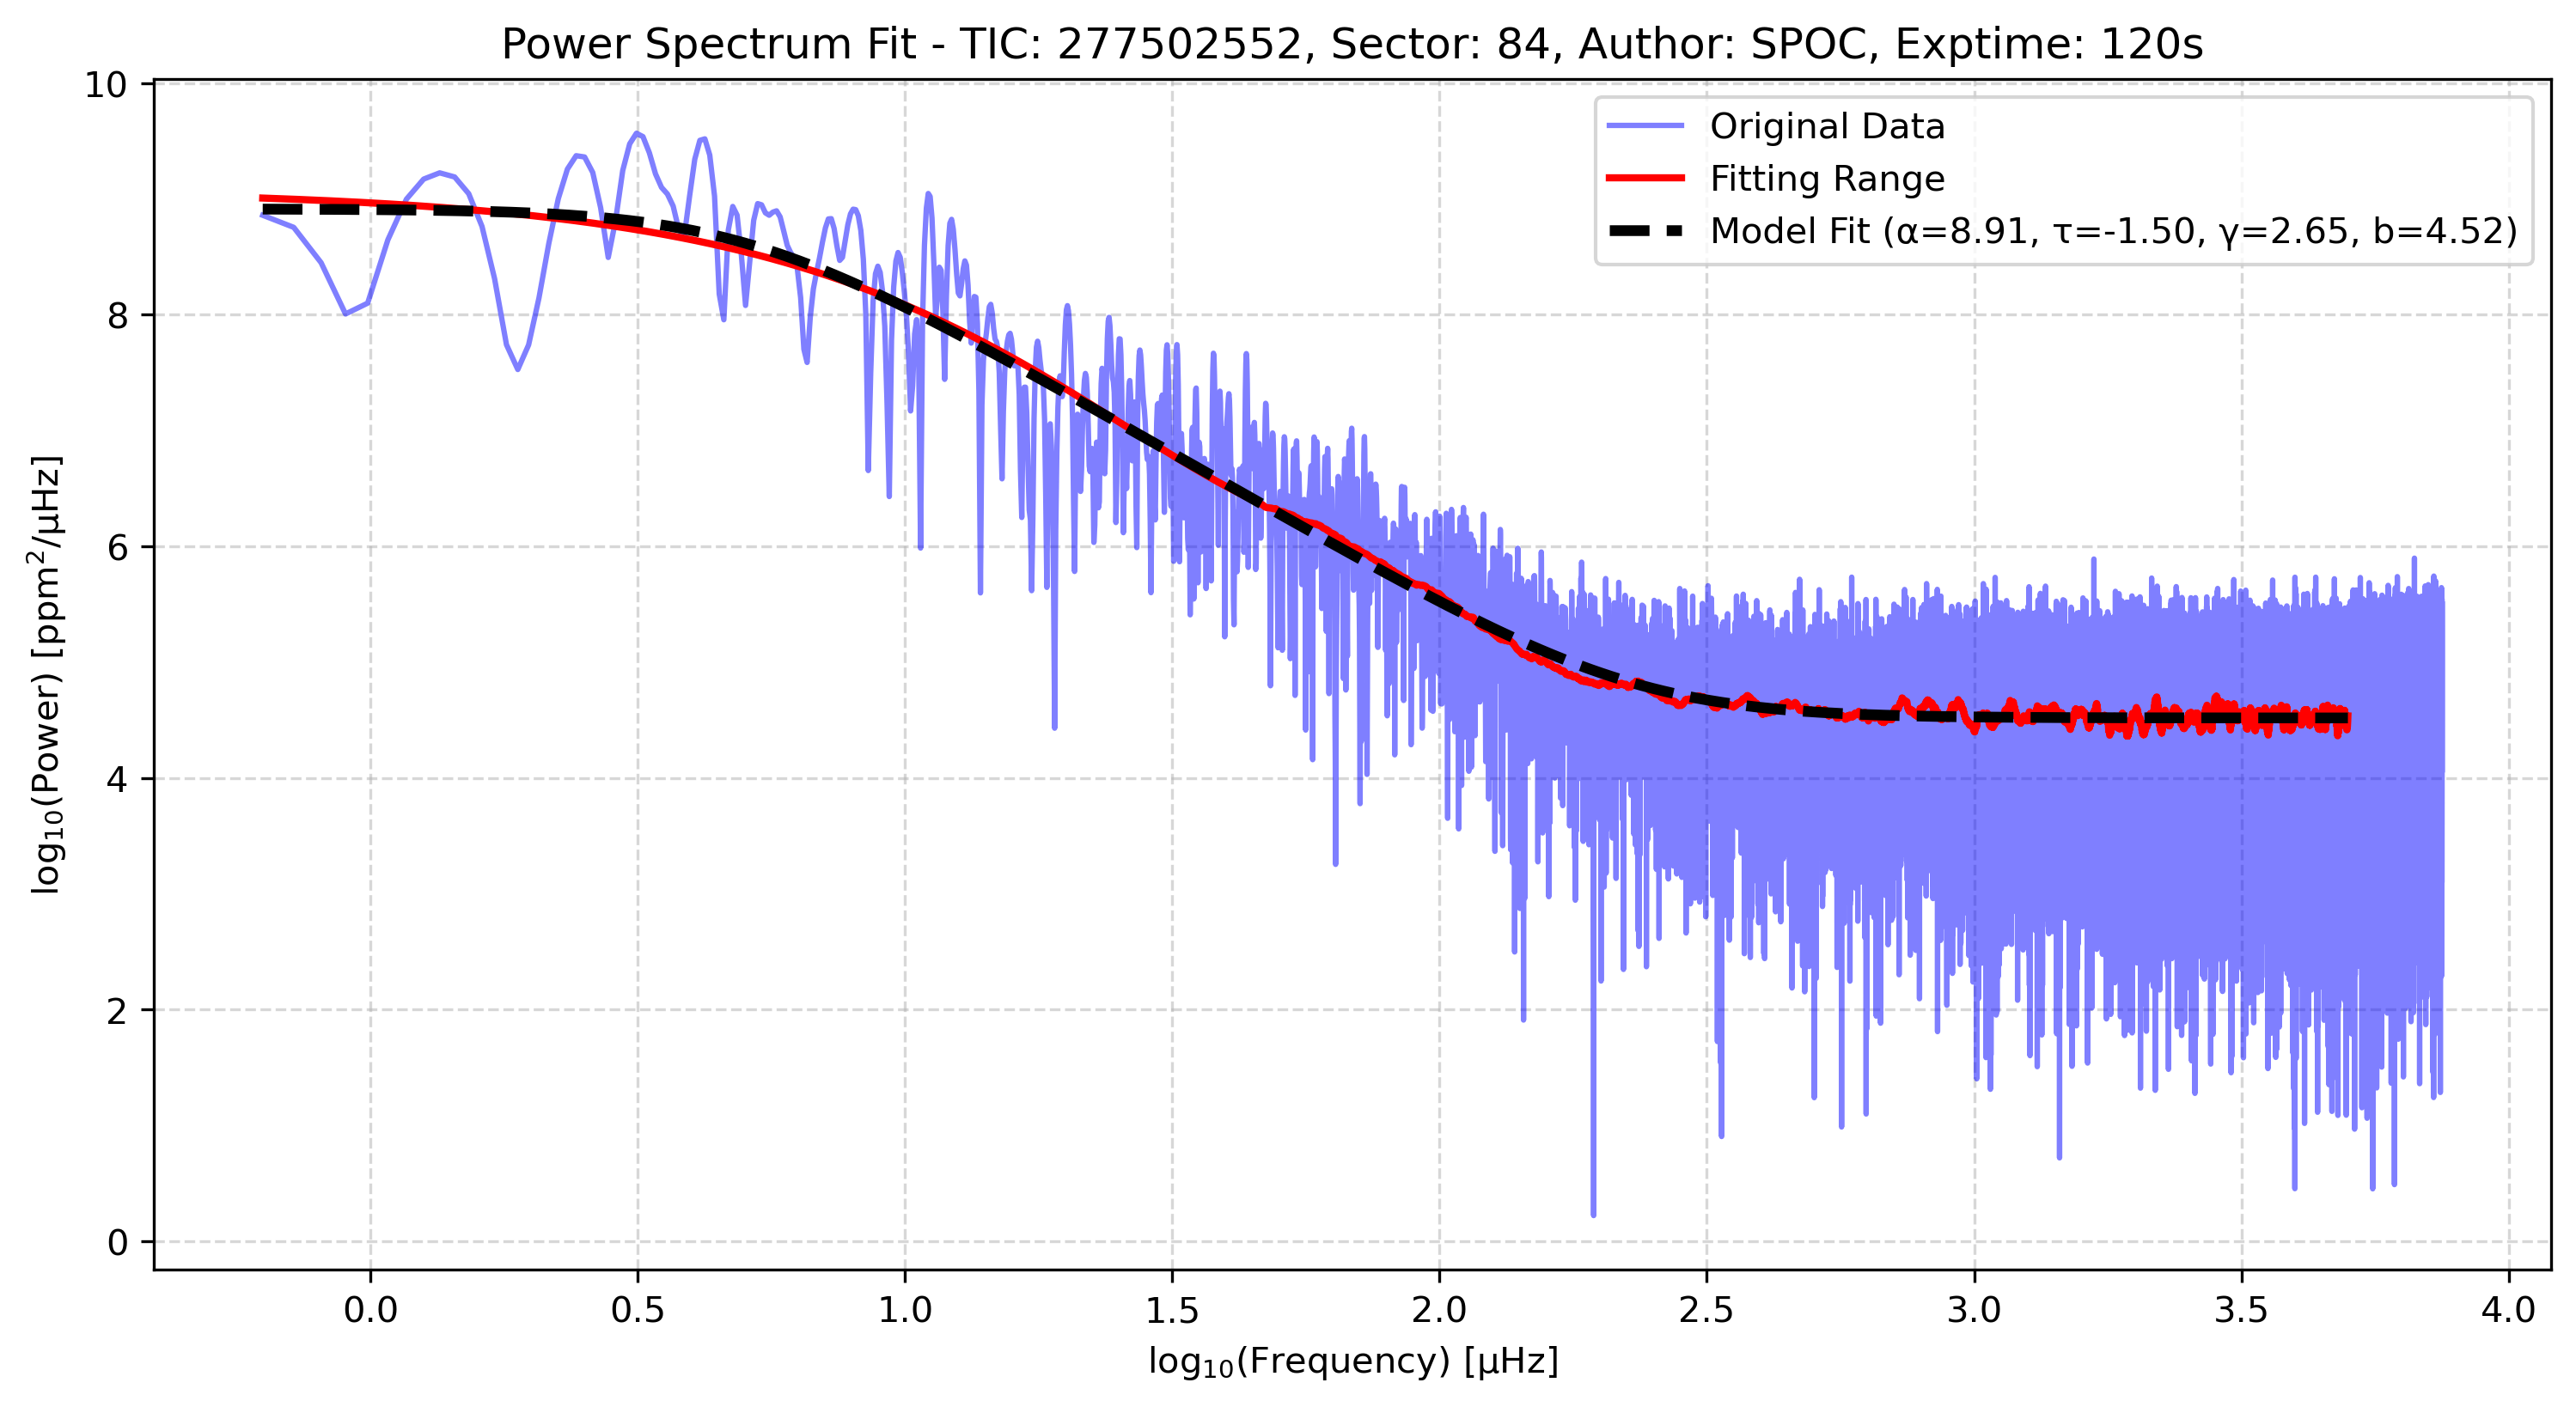 Power Spectrum Fit - TIC: 277502552, Sector: 84, Author: SPOC, Exptime: 120s
Original Data
Fitting Range
Model Fit (α=8.91, τ=-1.50, γ=2.65, b=4.52)
log₁₀(Power) [ppm²/μHz]
10
8
6
4
2
0
0.0 0.5 1.0 1.5 2.0 2.5 3.0 3.5 4.0
log₁₀(Frequency) [μHz]